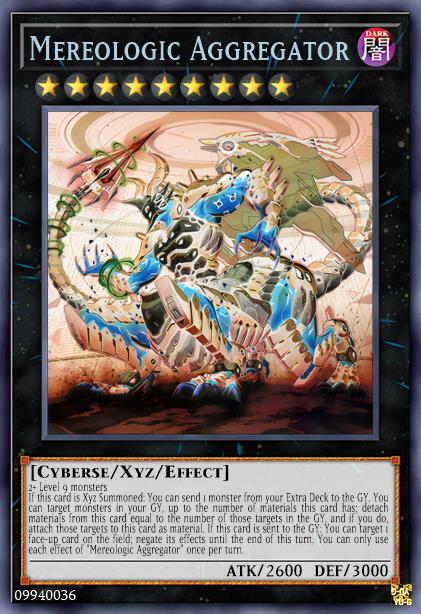 MEREOLOGIC AGGREGATOR
DARK
闇
[CYBERSE/XYZ/EFFECT]
2+ Level 9 monsters
If this card is Xyz Summoned: You can send 1 monster from your Extra Deck to the GY. You
can target monsters in your GY, up to the number of materials this card has; detach
materials from this card equal to the number of those targets in the GY, and if you do,
attach those targets to this card as material. If this card is sent to the GY: You can target 1
face-up card on the field; negate its effects until the end of this turn. You can only use
each effect of "Mereologic Aggregator" once per turn.
ATK/2600 DEF/3000
09940036